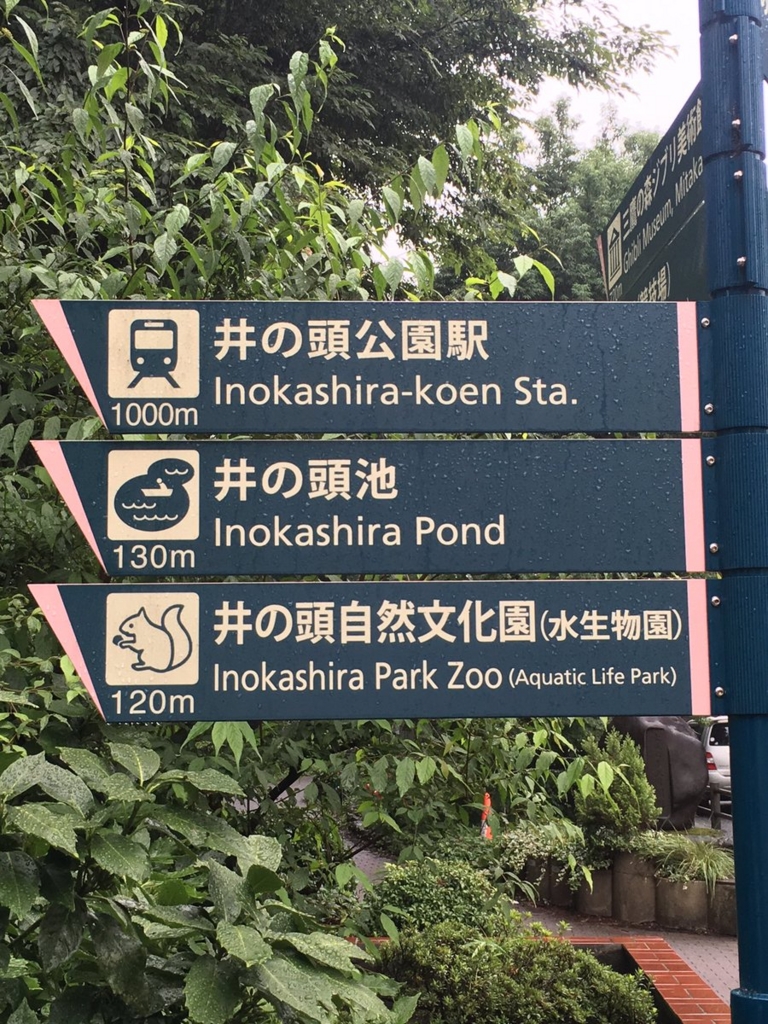 三鷹の森ジブリ美術館
Ghibli Museum, Mitaka
井の頭公園駅
Inokashira-koen Sta.
1000m
井の頭池
Inokashira Pond
130m
井の頭自然文化園(水生物園)
Inokashira Park Zoo (Aquatic Life Park)
120m